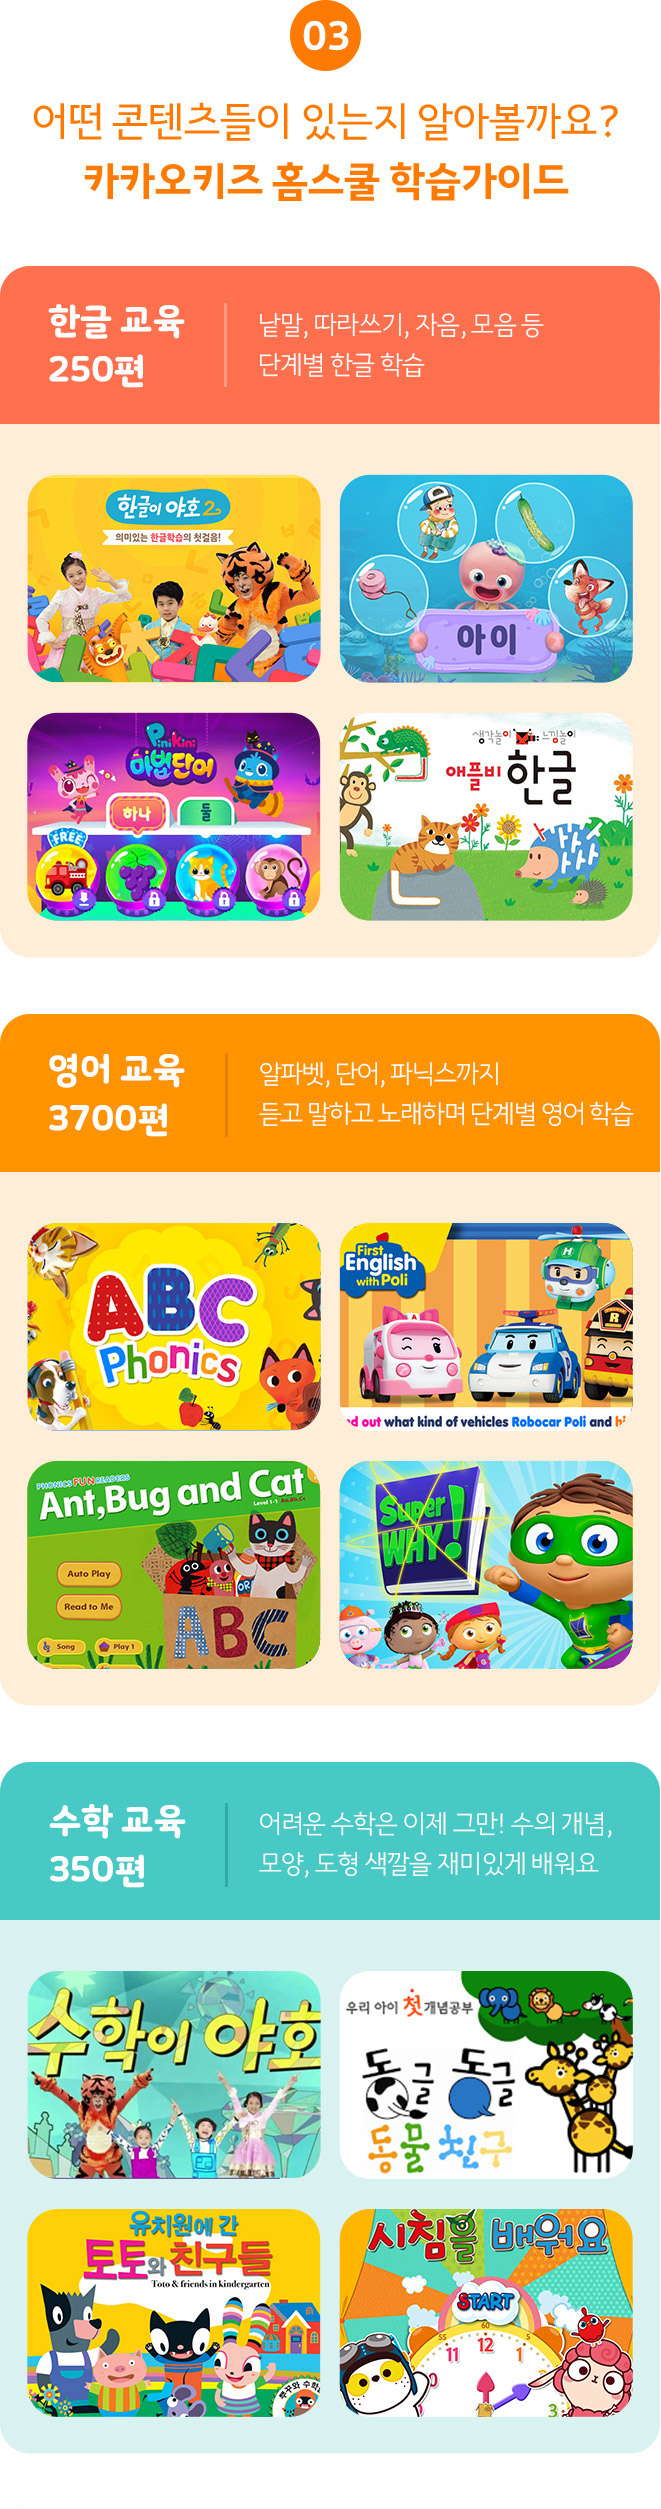 03
어떤 콘텐츠들이 있는지 알아볼까요?
카카오키즈 홈스쿨 학습가이드
한글 교육
250편
낱말, 따라쓰기, 자음, 모음 등
단계별 한글 학습
한글이 야호 2
의미있는 한글학습의 첫걸음!
아이
Pinikini
마법단어
하나
둘
FREE
생각놀이 느낌놀이
애플비 한글
영어 교육
3700편
알파벳, 단어, 파닉스까지
듣고 말하고 노래하며 단계별 영어 학습
ABC
Phonics
First
English
with Poli
H
A
R
nd out what kind of vehicles Robocar Poli and hi
PHONICS FUN READERS
Ant,Bug and Cat
Level 1-1 Aa,Bb,Cc
Auto Play
Read to Me
OR
ABC
Song
Play 1
Super
WHY!
수학 교육
350편
어려운 수학은 이제 그만! 수의 개념,
모양, 도형 색깔을 재미있게 배워요
수학이 야호
우리 아이 첫 개념공부
동글 동글
동물 친구
유치원에 간
토토와 친구들
Toto & friends in kindergarten
뿌꾸와 수학
시침을 배워요
START
55
60
5
11
12
1
10
3